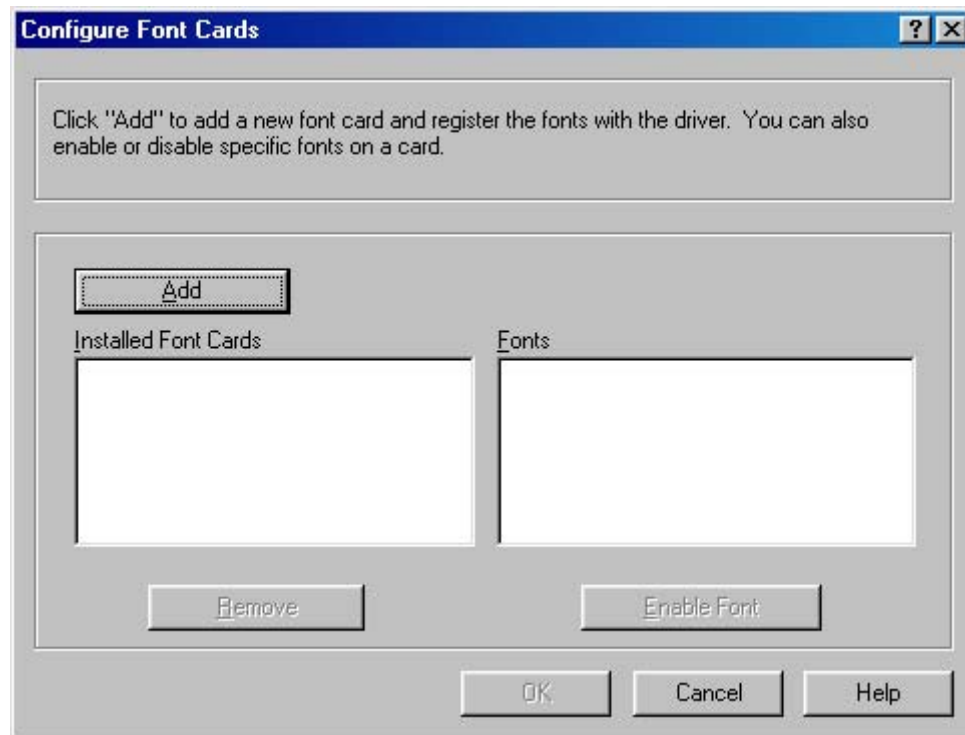 Configure Font Cards
Click "Add" to add a new font card and register the fonts with the driver.  You can also
enable or disable specific fonts on a card.
Add
Installed Font Cards
Fonts
Remove
Enable Font
OK
Cancel
Help